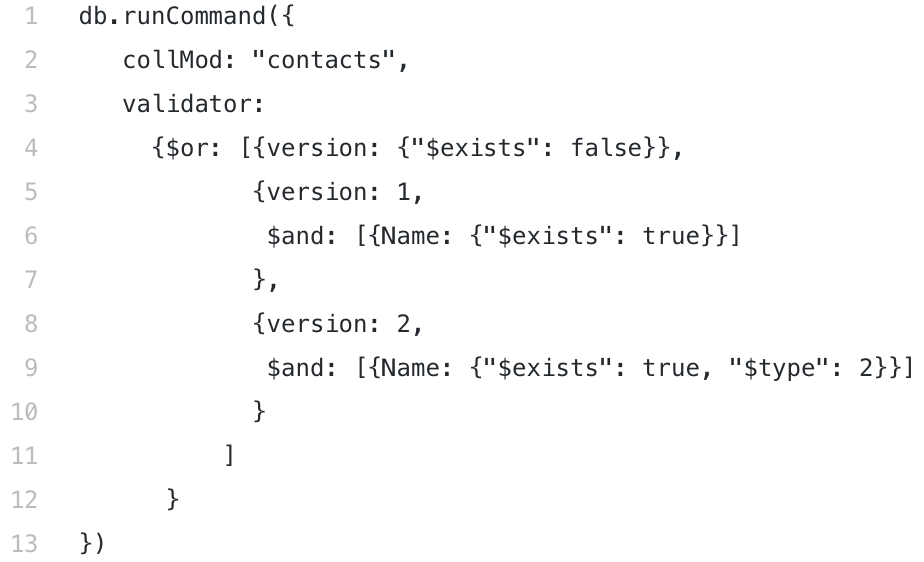 1 db.runCommand({
2 collMod: "contacts",
3 validator:
4 {$or: [{version: {"$exists": false}},
5 {version: 1,
6 $and: [{Name: {"$exists": true}}]
7 },
8 {version: 2,
9 $and: [{Name: {"$exists": true, "$type": 2}}]
10 }
11 ]
12 }
13 })